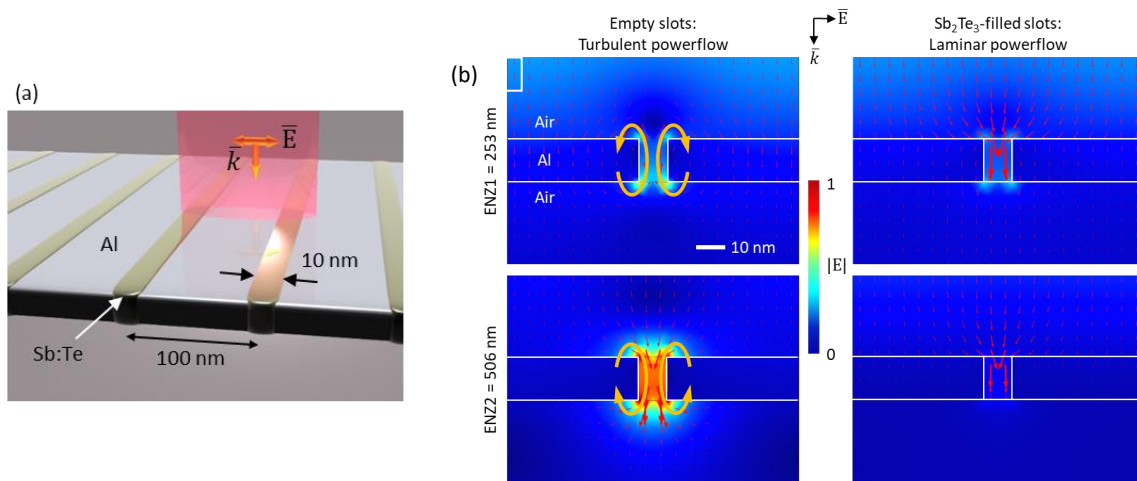 (a)
E̅
k̅
Al
10 nm
100 nm
Sb:Te
(b)
Empty slots:
Turbulent powerflow
E̅
k̅
Sb₂Te₃-filled slots:
Laminar powerflow
ENZ1 = 253 nm
Air
Al
Air
10 nm
1
|E|
0
ENZ2 = 506 nm